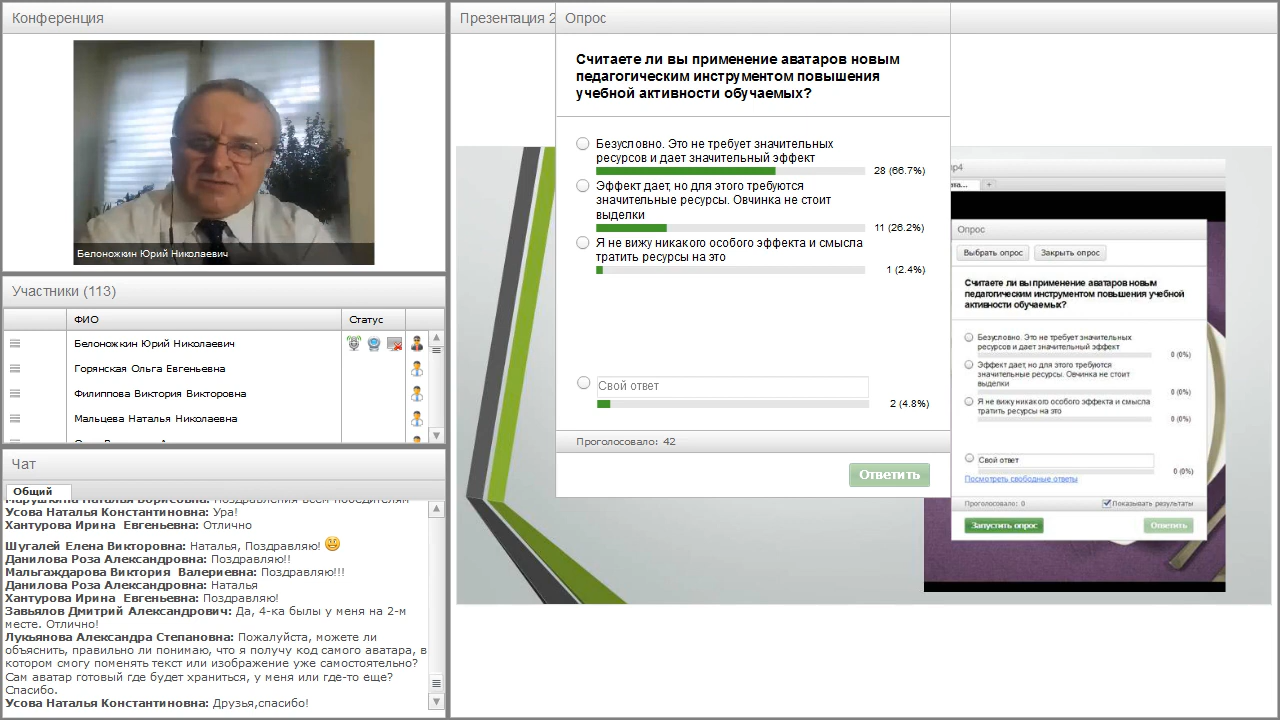 Конференция
Белоножкин Юрий Николаевич
Участники (113)
ФИО
Статус
Белоножкин Юрий Николаевич
Горянская Ольга Евгеньевна
Филиппова Виктория Викторовна
Мальцева Наталья Николаевна
Чат
Общий
Марушкина Наталья Борисовна: Поздравления всем победителям
Усова Наталья Константиновна: Ура!
Хантурова Ирина Евгеньевна: Отлично
Шугалей Елена Викторовна: Наталья, Поздравляю!
Данилова Роза Александровна: Поздравляю!!
Мальгаждарова Виктория Валериевна: Поздравляю!!!
Данилова Роза Александровна: Наталья
Хантурова Ирина Евгеньевна: Поздравляю!
Завьялов Дмитрий Александрович: Да, 4-ка былы у меня на 2-м
месте. Отлично!
Лукьянова Александра Степановна: Пожалуйста, можете ли
объяснить, правильно ли понимаю, что я получу код самого аватара, в
котором смогу поменять текст или изображение уже самостоятельно?
Сам аватар готовый где будет храниться, у меня или где-то еще?
Спасибо.
Усова Наталья Константиновна: Друзья,спасибо!
Презентация 2
Опрос
Считаете ли вы применение аватаров новым
педагогическим инструментом повышения
учебной активности обучаемых?
Безусловно. Это не требует значительных
ресурсов и дает значительный эффект
28 (66.7%)
Эффект дает, но для этого требуются
значительные ресурсы. Овчинка не стоит
выделки
11 (26.2%)
Я не вижу никакого особого эффекта и смысла
тратить ресурсы на это
1 (2.4%)
Свой ответ
2 (4.8%)
Проголосовало: 42
Ответить
Опрос
Выбрать опрос
Закрыть опрос
Считаете ли вы применение аватаров новым
педагогическим инструментом повышения учебной
активности обучаемых?
Безусловно. Это не требует значительных
ресурсов и дает значительный эффект
0 (0%)
Эффект дает, но для этого требуются
значительные ресурсы. Овчинка не стоит
выделки
0 (0%)
Я не вижу никакого особого эффекта и смысла
тратить ресурсы на это
0 (0%)
Свой ответ
0 (0%)
Посмотреть свободные ответы
Проголосовало: 0
Показывать результаты
Запустить опрос
Ответить